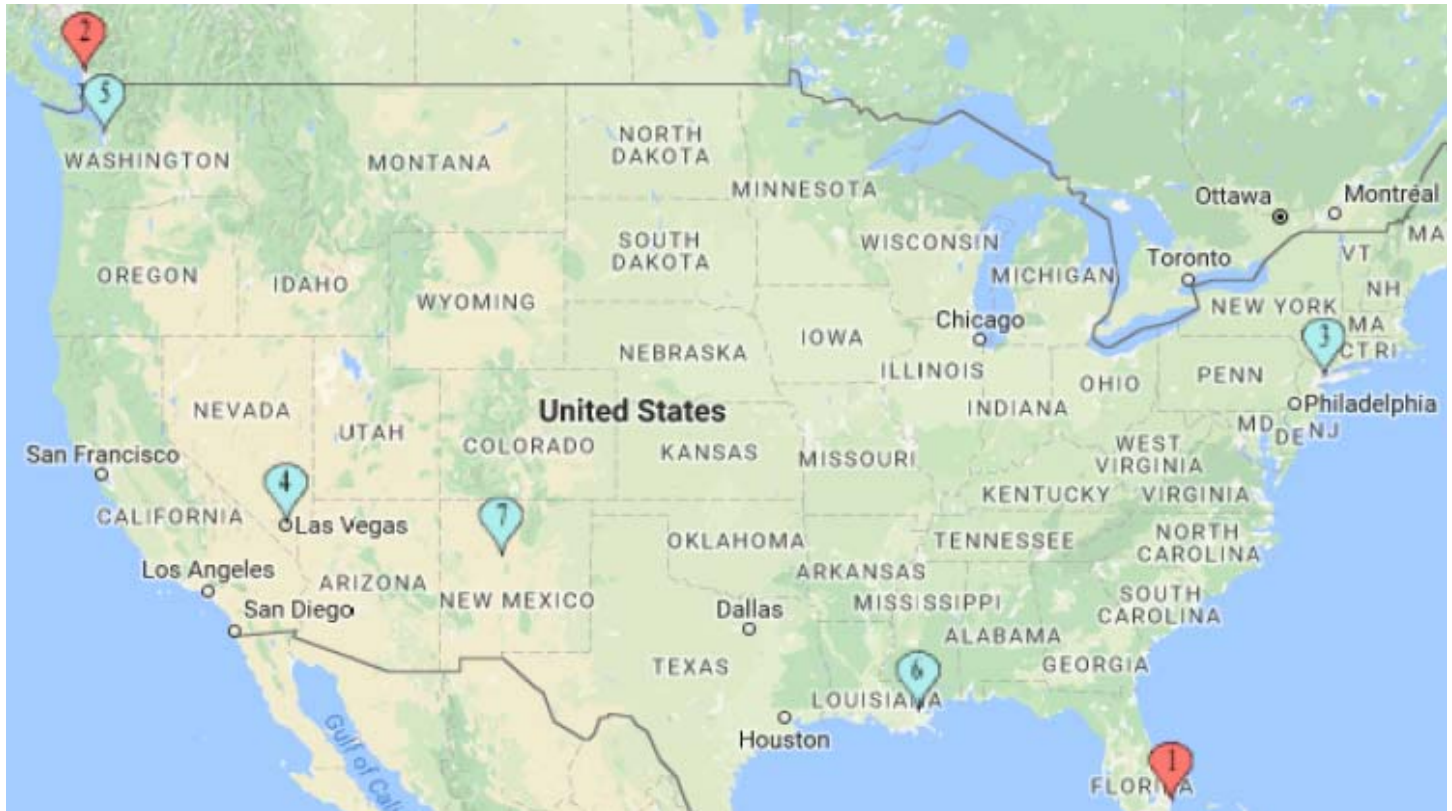 2
5
WASHINGTON
MONTANA
NORTH
DAKOTA
MINNESOTA
Ottawa
Montréal
MA
VT
NH
OREGON
IDAHO
SOUTH
DAKOTA
WISCONSIN
MICHIGAN
Toronto
NEW YORK
WYOMING
Chicago
IOWA
3
MA
CT RI
NEBRASKA
ILLINOIS
OHIO
PENN
INDIANA
Philadelphia
NEVADA
UTAH
United States
COLORADO
KANSAS
MISSOURI
WEST
VIRGINIA
MD
DE
NJ
San Francisco
4
KENTUCKY
VIRGINIA
CALIFORNIA
Las Vegas
7
OKLAHOMA
TENNESSEE
NORTH
CAROLINA
Los Angeles
ARIZONA
NEW MEXICO
ARKANSAS
San Diego
Dallas
MISSISSIPPI
SOUTH
CAROLINA
ALABAMA
TEXAS
6
GEORGIA
LOUISIANA
Houston
Gulf of Cali
1
FLORIDA